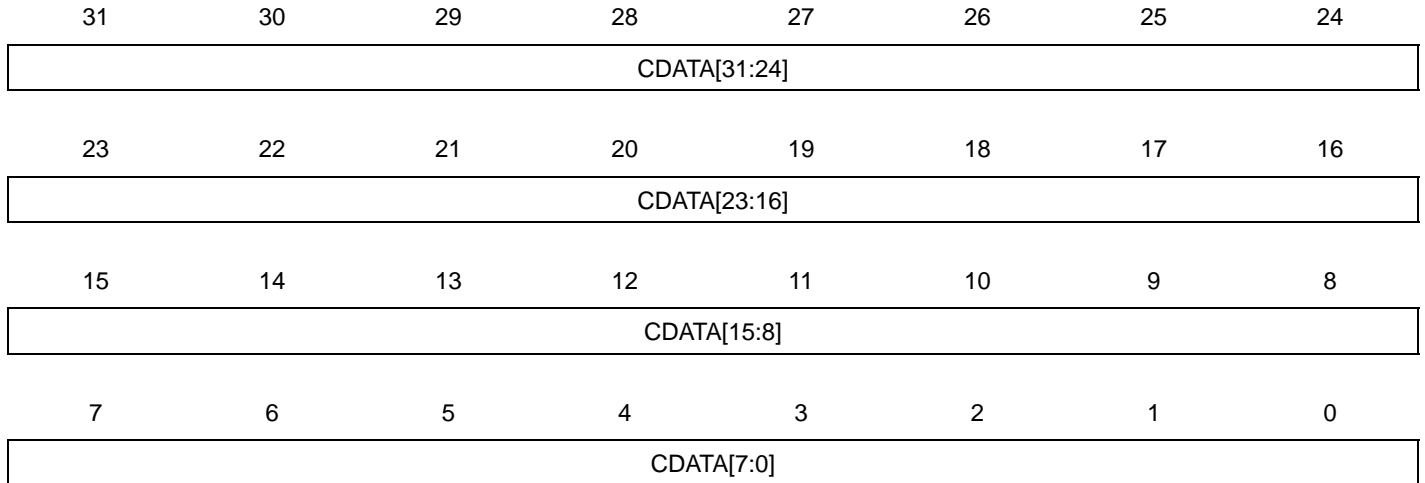 31 30 29 28 27 26 25 24
CDATA[31:24]
23 22 21 20 19 18 17 16
CDATA[23:16]
15 14 13 12 11 10 9 8
CDATA[15:8]
7 6 5 4 3 2 1 0
CDATA[7:0]